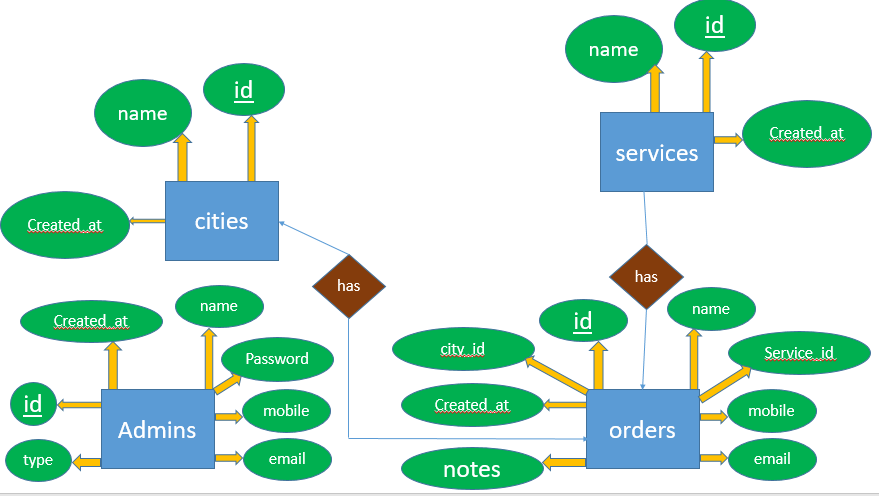 name
id
services
Created_at
name
id
cities
Created_at
has
has
Created_at
name
Password
id
mobile
Admins
type
email
city_id
id
name
Service_id
Created_at
mobile
orders
notes
email